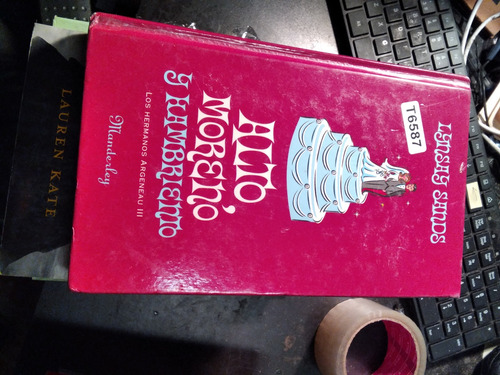 LYNSAY SANDS
T6587
ALTO
MORENO
Y HAMBRIENTO
LOS HERMANOS ARGENEAU III
Manderley
LAUREN KATE